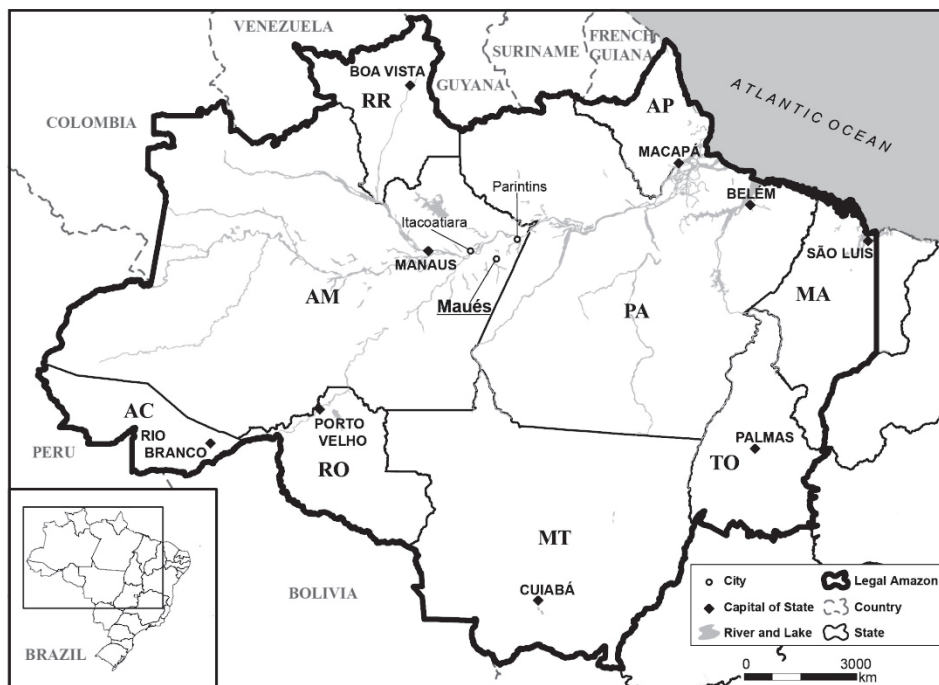 VENEZUELA
FRENCH
GUIANA
SURINAME
GUYANA
BOA VISTA
RR
AP
ATLANTIC OCEAN
COLOMBIA
MACAPÁ
Parintins
BELÉM
Itacoatiara
MANAUS
SÃO LUIS
AM
Maués
PA
MA
AC
RIO
BRANCO
PERU
PORTO
VELHO
RO
PALMAS
TO
MT
CUIABÁ
BOLIVIA
BRAZIL
City
Capital of State
River and Lake
Legal Amazon
Country
State
0 3000
km